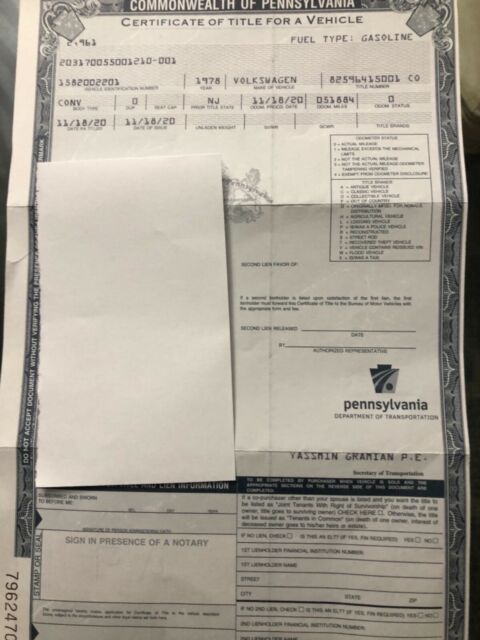 COMMONWEALTH OF PENNSYLVANIA
CERTIFICATE OF TITLE FOR A VEHICLE
FUEL TYPE: GASOLINE
203170055001210-001
1582002201 1978 VOLKSWAGEN 82596415001 CO
VEHICLE IDENTIFICATION NUMBER YEAR MAKE OF VEHICLE TITLE NUMBER
CONV 0 NJ 11/18/20 051884 0
BODY TYPE DUP SEAT CAP PRIOR TITLE STATE ODOM. PROCD. DATE ODOM. MILES ODOM. STATUS
11/18/20 11/18/20
DATE PA TITLED DATE OF ISSUE UNLADEN WEIGHT GVWR GCWR TITLE BRANDS
ODOMETER STATUS
0 = ACTUAL MILEAGE
1 = MILEAGE EXCEEDS THE MECHANICAL LIMITS
2 = NOT THE ACTUAL MILEAGE
3 = NOT THE ACTUAL MILEAGE-ODOMETER TAMPERING VERIFIED
4 = EXEMPT FROM ODOMETER DISCLOSURE
TITLE BRANDS
A = ANTIQUE VEHICLE
C = CLASSIC VEHICLE
D = COLLECTIBLE VEHICLE
F = OUT OF COUNTRY
G = ORIGINALLY MFGD. FOR NON-U.S. DISTRIBUTION
H = AGRICULTURAL VEHICLE
L = LOGGING VEHICLE
P = IS/WAS A POLICE VEHICLE
R = RECONSTRUCTED
S = STREET ROD
T = RECOVERED THEFT VEHICLE
V = VEHICLE CONTAINS REISSUED VIN
W = FLOOD VEHICLE
X = IS/WAS A TAXI
SECOND LIEN FAVOR OF:
If a second lienholder is listed upon satisfaction of the first lien, the first
lienholder must forward this Certificate of Title to the Bureau of Motor Vehicles with the
appropriate form and fee.
SECOND LIEN RELEASED
DATE
BY
AUTHORIZED REPRESENTATIVE
pennsylvania
DEPARTMENT OF TRANSPORTATION
DO NOT ACCEPT DOCUMENT WITHOUT VERIFYING THE PRESENCE
YASSMIN GRAMIAN P.E.
Secretary of Transportation
AND LIEN INFORMATION
SUBSCRIBED AND SWORN
TO BEFORE ME:
SIGNATURE OF PERSON ADMINISTERING OATH
SIGN IN PRESENCE OF A NOTARY
STAMP OR SEAL
TO BE COMPLETED BY PURCHASER WHEN VEHICLE IS SOLD AND THE
APPROPRIATE SECTIONS ON THE REVERSE SIDE OF THIS DOCUMENT ARE
COMPLETED.
If a co-purchaser other than your spouse is listed and you want the title to
be listed as "Joint Tenants With Right of Survivorship" (on death of one
owner, title goes to surviving owner) CHECK HERE. Otherwise, the title
will be issued as "Tenants in Common" (on death of one owner, interest of
deceased owner goes to his/her heirs or estate).
IF NO LIEN, CHECK IS THIS AN ELT? (IF YES, FIN REQUIRED) YES NO
1ST LIENHOLDER FINANCIAL INSTITUTION NUMBER:
1ST LIENHOLDER NAME
STREET
CITY STATE ZIP
IF NO 2ND LIEN, CHECK IS THIS AN ELT? (IF YES, FIN REQUIRED) YES NO
2ND LIENHOLDER FINANCIAL INSTITUTION NUMBER: